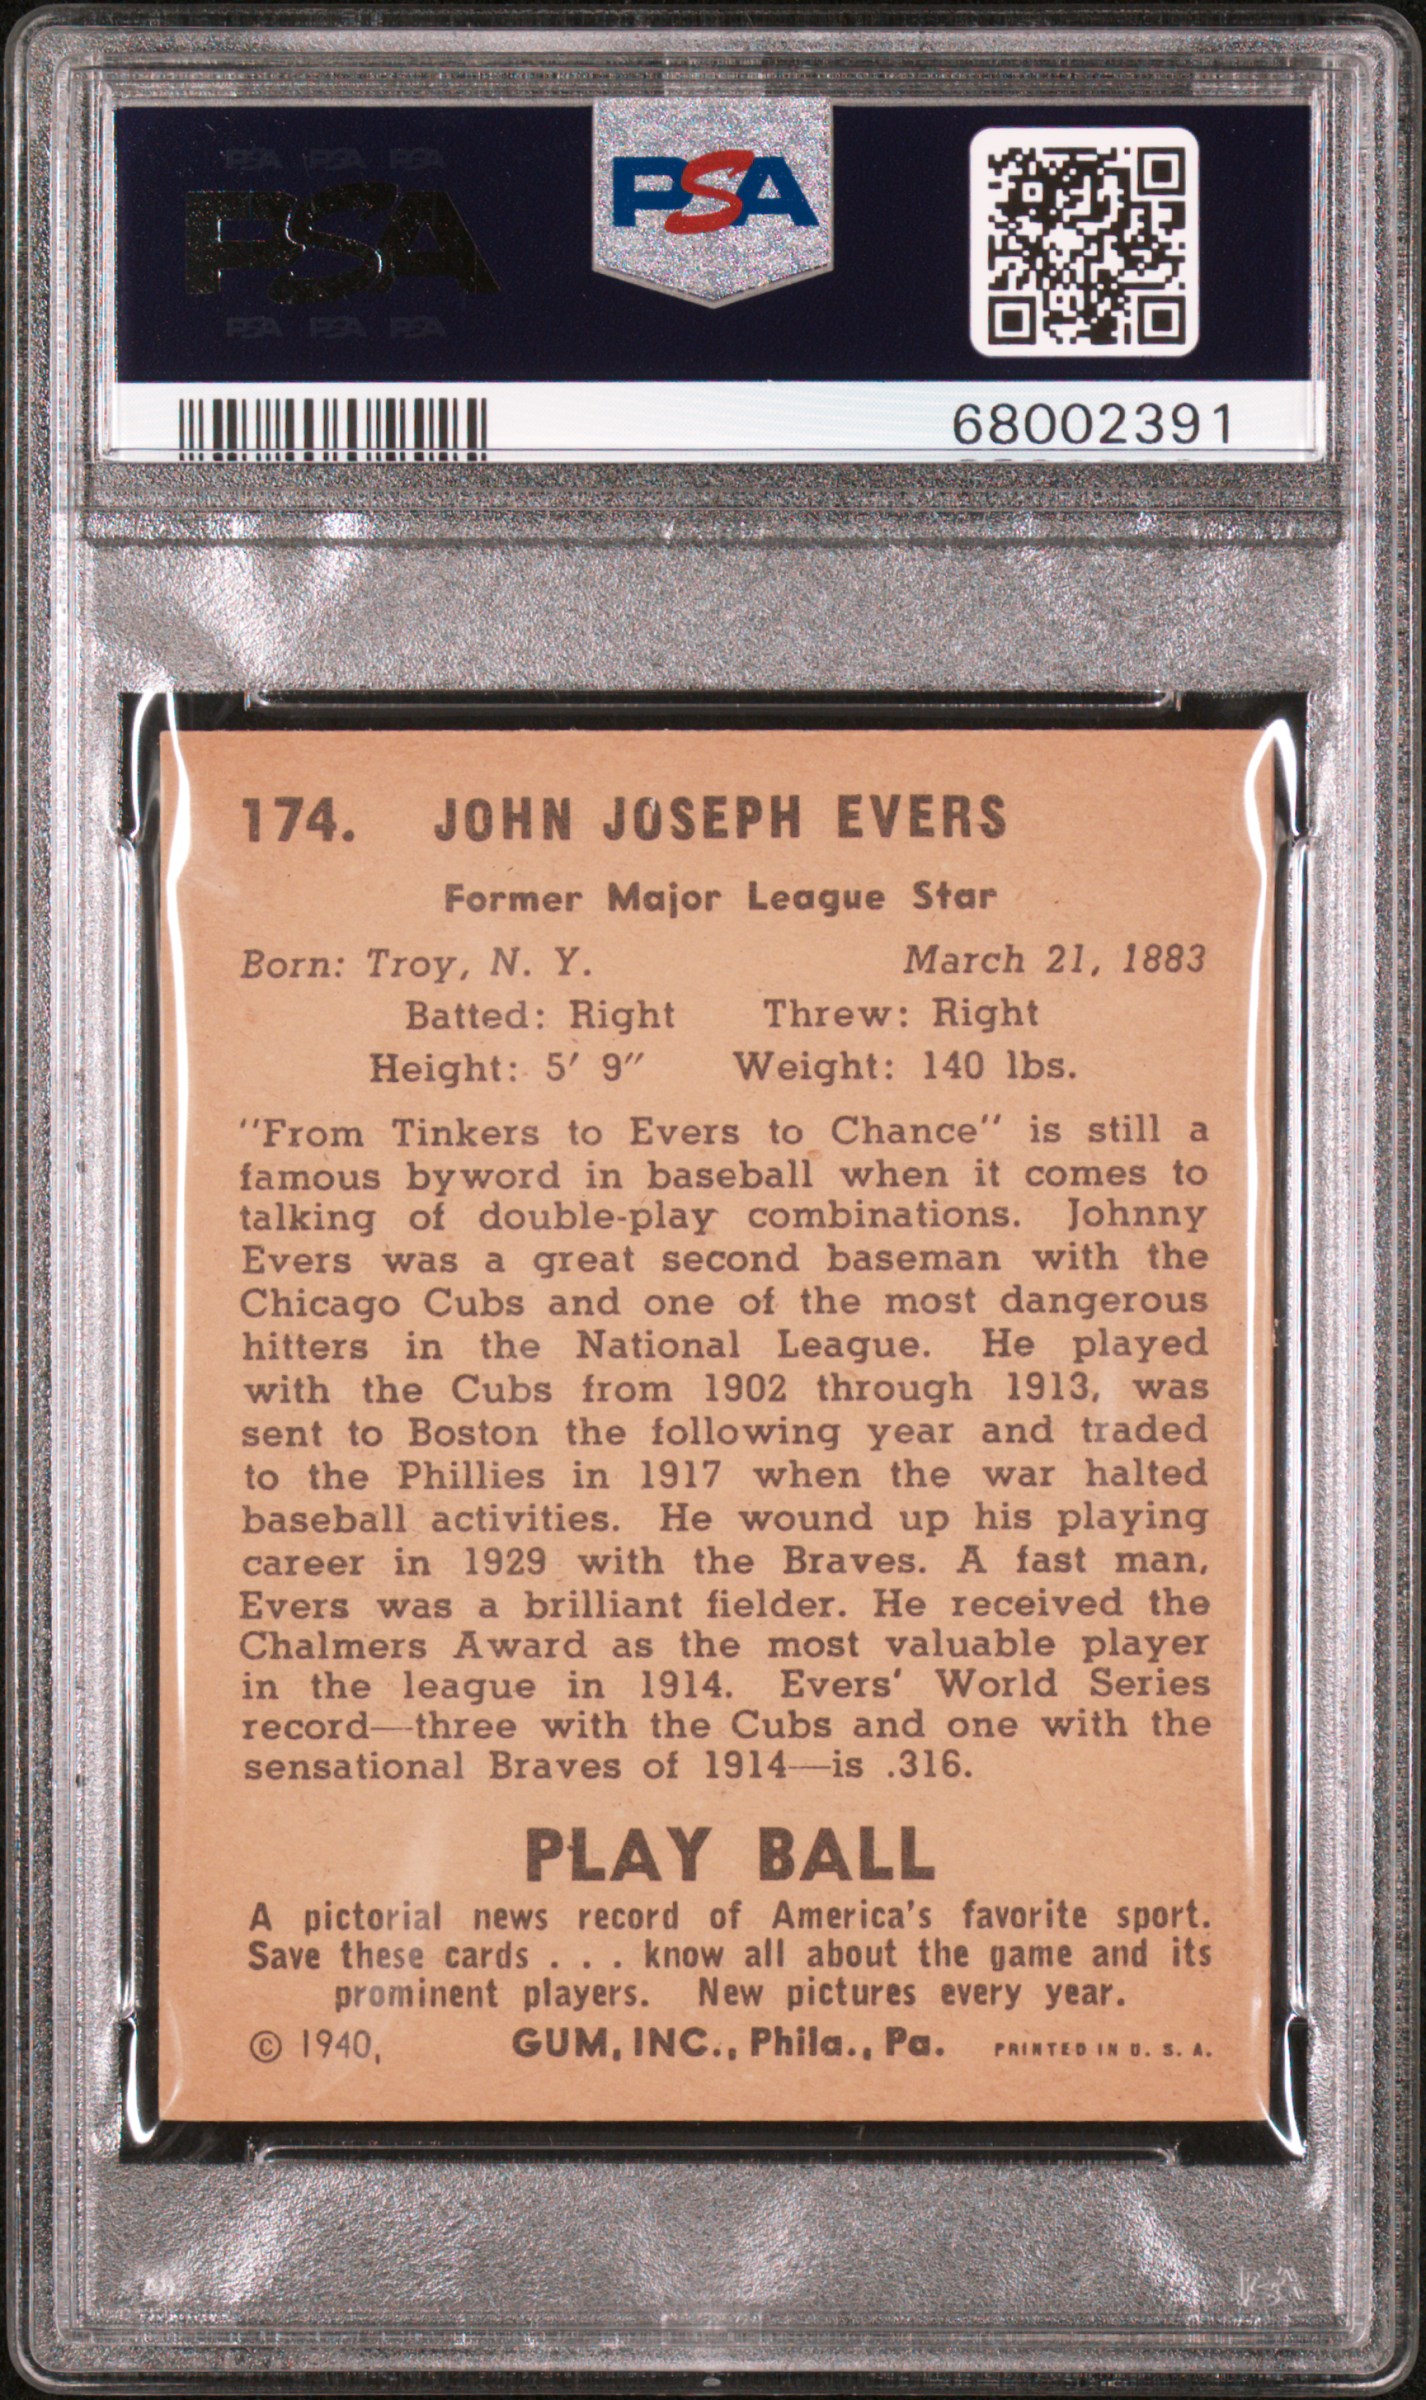 PSA PSA PSA
PSA
PSA PSA PSA
PSA
68002391
174. JOHN JOSEPH EVERS
Former Major League Star
Born: Troy, N. Y. March 21, 1883
Batted: Right Threw: Right
Height: 5′ 9″ Weight: 140 lbs.
"From Tinkers to Evers to Chance" is still a
famous byword in baseball when it comes to
talking of double-play combinations. Johnny
Evers was a great second baseman with the
Chicago Cubs and one of the most dangerous
hitters in the National League. He played
with the Cubs from 1902 through 1913, was
sent to Boston the following year and traded
to the Phillies in 1917 when the war halted
baseball activities. He wound up his playing
career in 1929 with the Braves. A fast man,
Evers was a brilliant fielder. He received the
Chalmers Award as the most valuable player
in the league in 1914. Evers' World Series
record—three with the Cubs and one with the
sensational Braves of 1914—is .316.
PLAY BALL
A pictorial news record of America's favorite sport.
Save these cards . . . know all about the game and its
prominent players. New pictures every year.
© 1940, GUM, INC., Phila., Pa. PRINTED IN U. S. A.